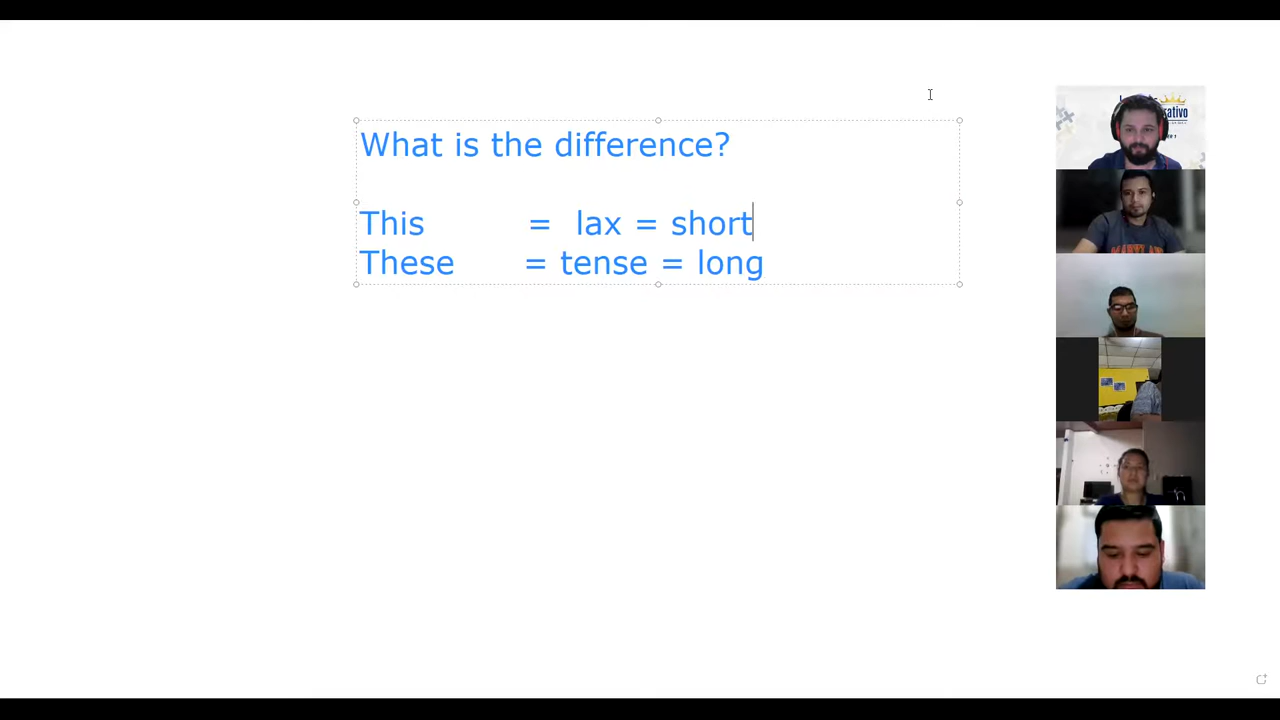 What is the difference?
This = lax = short
These = tense = long